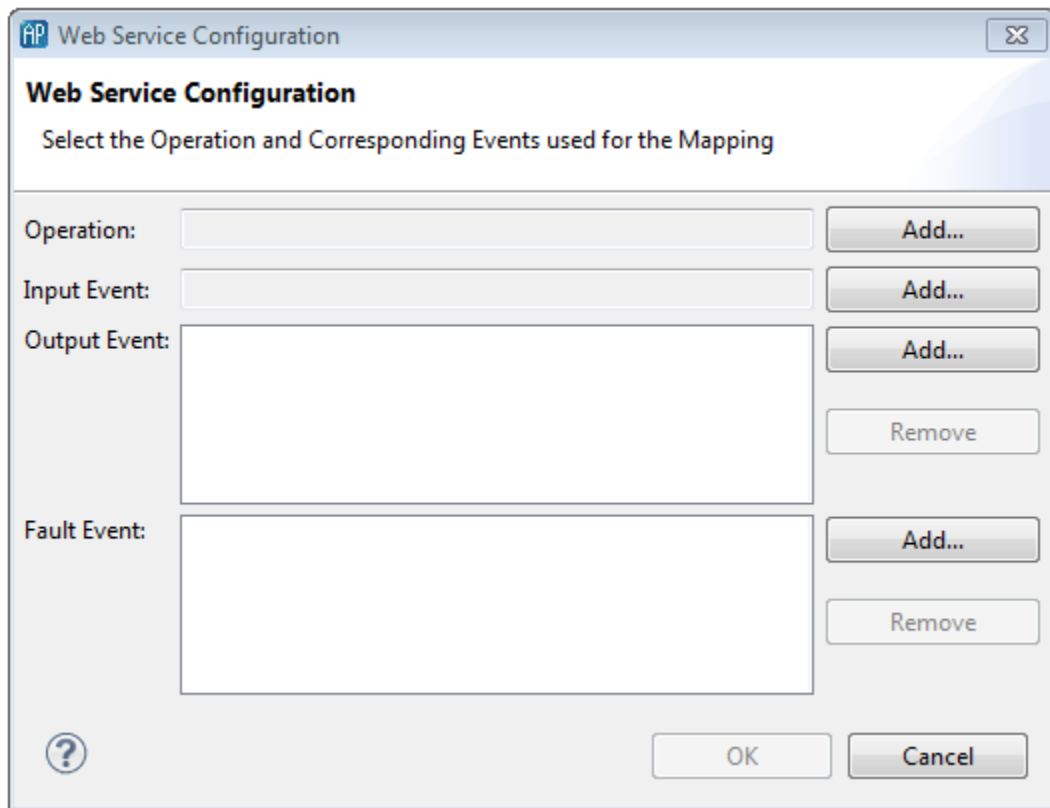 AP Web Service Configuration
Web Service Configuration
Select the Operation and Corresponding Events used for the Mapping
Operation: Add...
Input Event: Add...
Output Event: Add...
Remove
Fault Event: Add...
Remove
? OK Cancel